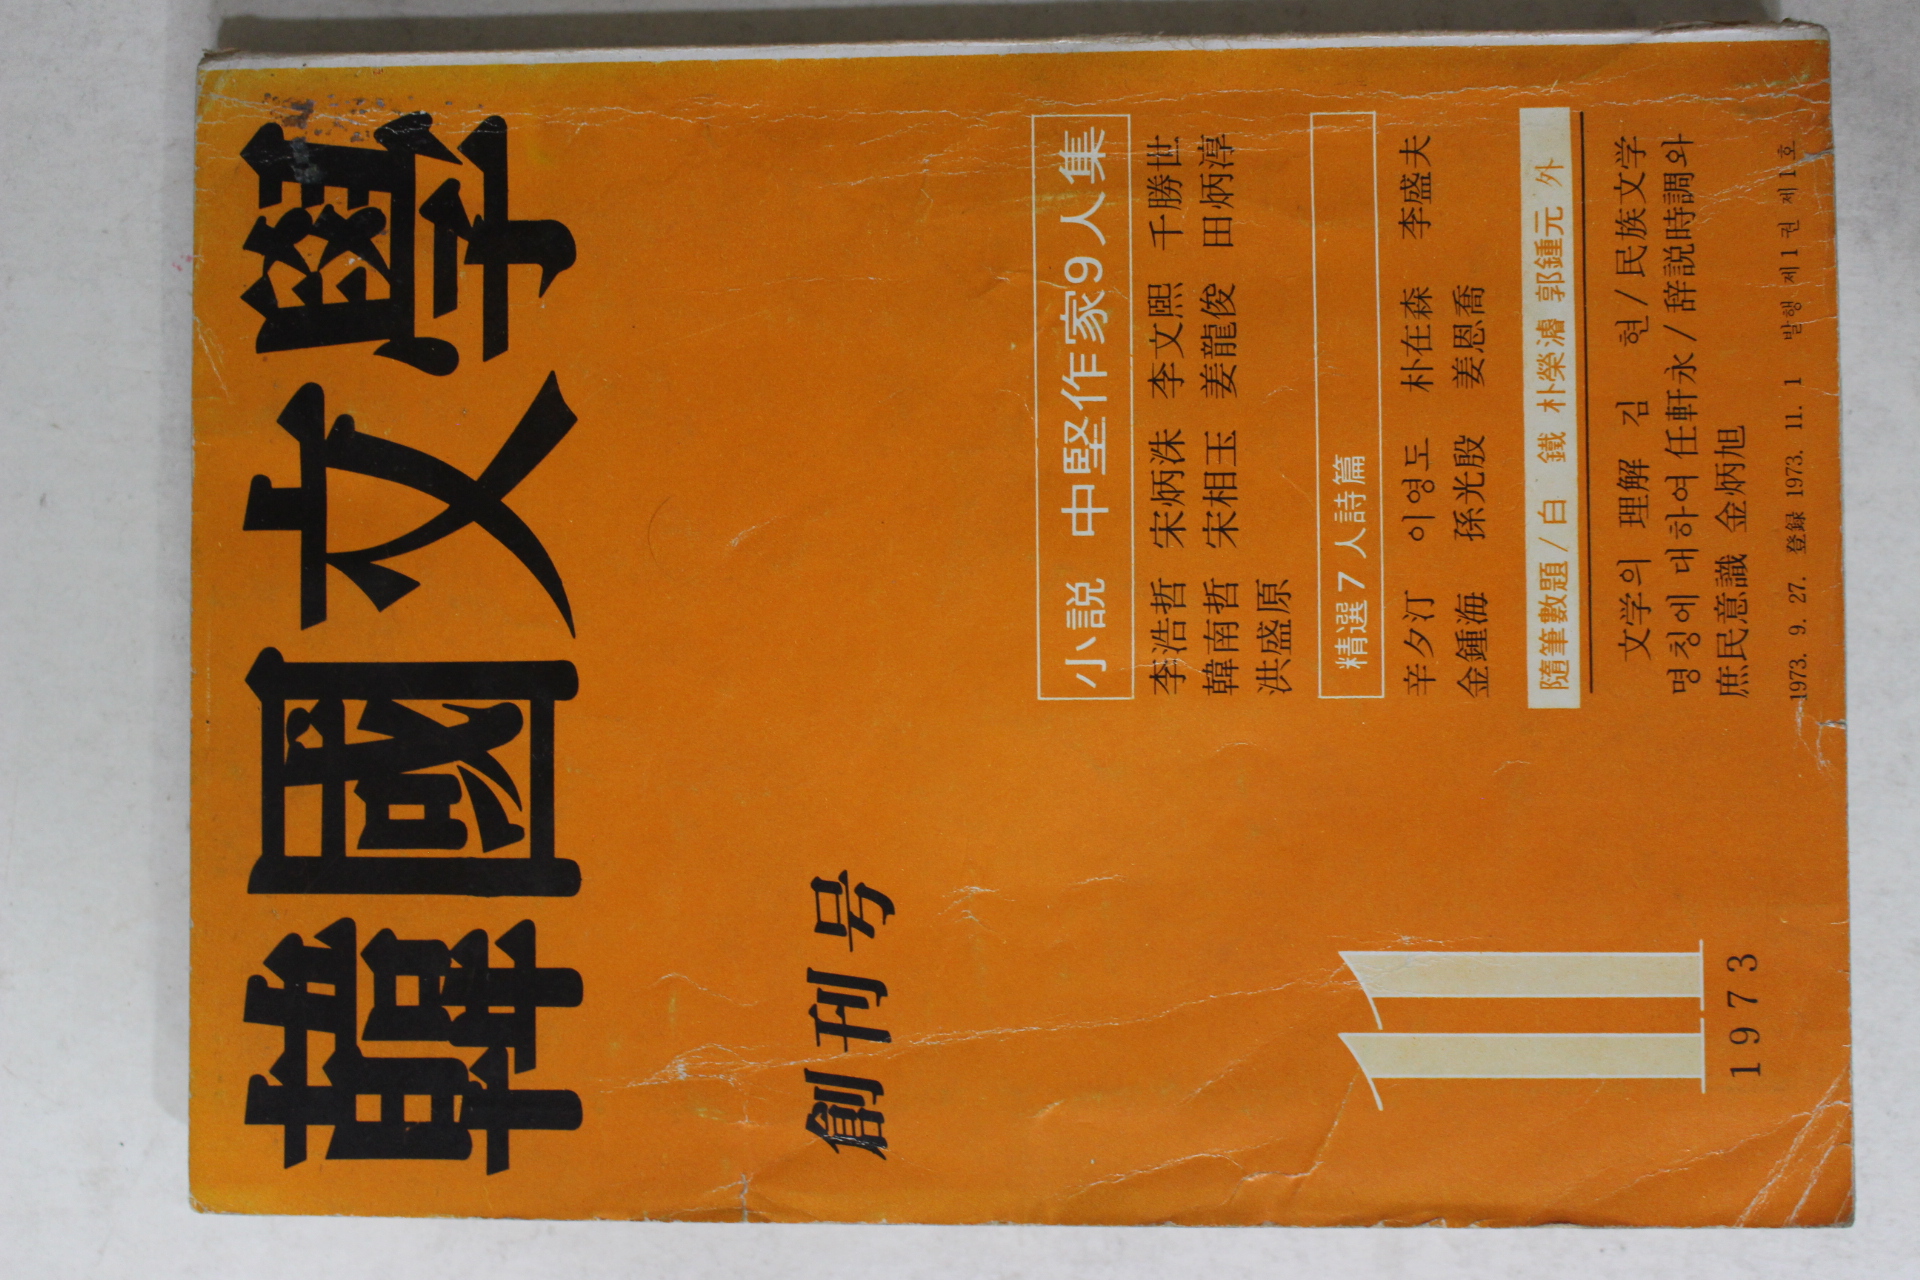 韓國文學
創刊号
小説 中堅作家9人集
李浩哲 宋炳洙 李文熙 千勝世
韓南哲 宋相玉 姜龍俊 田炳淳
洪盛原
精選7人詩篇
辛夕汀 이영도 朴在森 李盛夫
金鍾海 孫光殷 姜恩喬
隨筆數題/白 鐵 朴榮濬 郭鍾元 外
文学의 理解 김 현/民族文学
명칭에 대하여 任軒永/辞説時調와
庶民意識 金炳旭
11
1973
1973. 9. 27. 登録 1973. 11. 1 발행 제1권 제1호